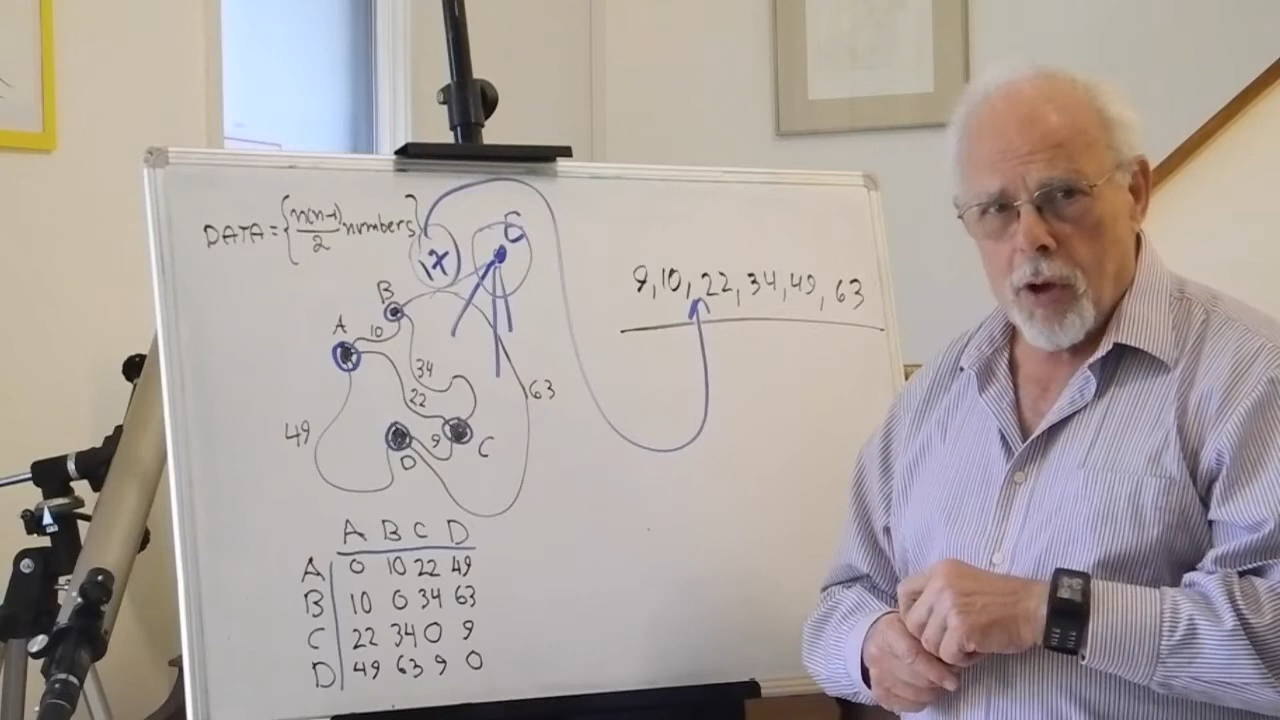 DATA = { n(n-1)/2 numbers }
17
C
B
A
10
34
22
63
49
9
C
D
9, 10, 22, 34, 49, 63
A B C D
A 0 10 22 49
B 10 0 34 63
C 22 34 0 9
D 49 63 9 0